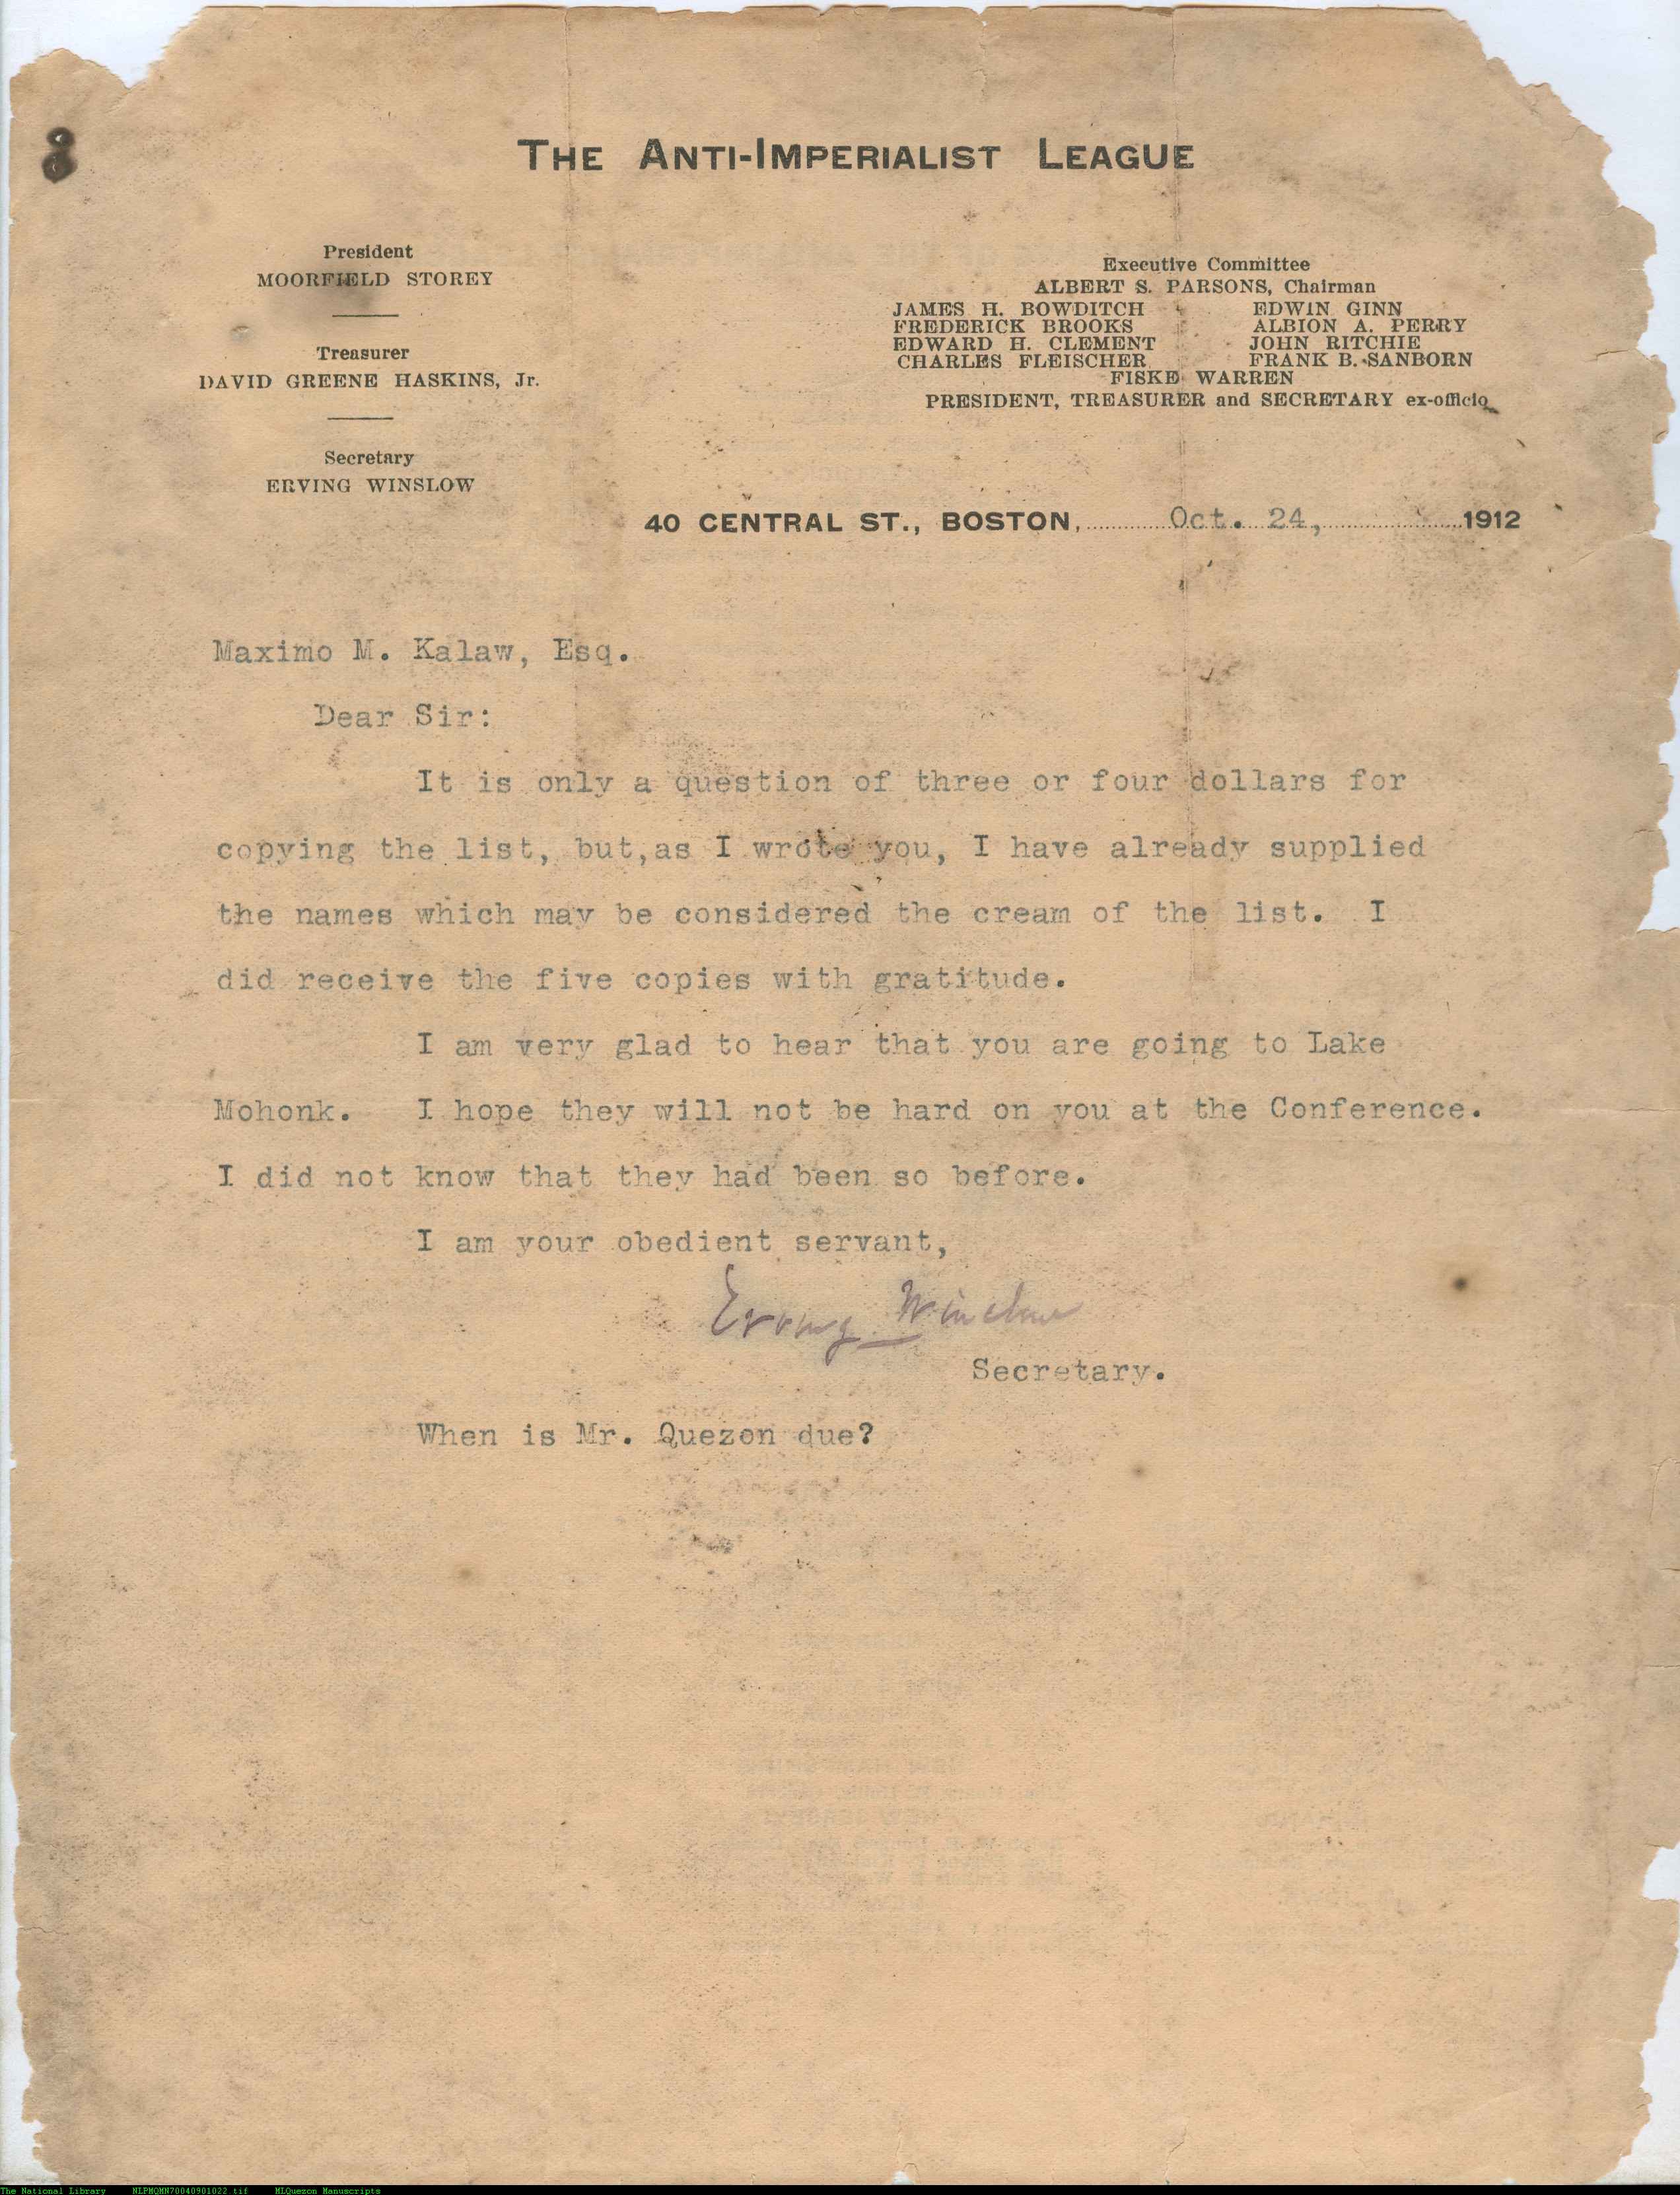 THE ANTI-IMPERIALIST LEAGUE
President
MOORFIELD STOREY
Treasurer
DAVID GREENE HASKINS, Jr.
Secretary
ERVING WINSLOW
Executive Committee
ALBERT S. PARSONS, Chairman
JAMES H. BOWDITCH EDWIN GINN
FREDERICK BROOKS ALBION A. PERRY
EDWARD H. CLEMENT JOHN RITCHIE
CHARLES FLEISCHER FRANK B. SANBORN
FISKE WARREN
PRESIDENT, TREASURER and SECRETARY ex-officio
40 CENTRAL ST., BOSTON, Oct. 24, 1912
Maximo M. Kalaw, Esq.
Dear Sir:
It is only a question of three or four dollars for
copying the list, but,as I wrote you, I have already supplied
the names which may be considered the cream of the list. I
did receive the five copies with gratitude.
I am very glad to hear that you are going to Lake
Mohonk. I hope they will not be hard on you at the Conference.
I did not know that they had been so before.
I am your obedient servant,
Erving Winslow
Secretary.
When is Mr. Quezon due?
The National Library NLPMQMN70040901022.tif MLQuezon Manuscripts